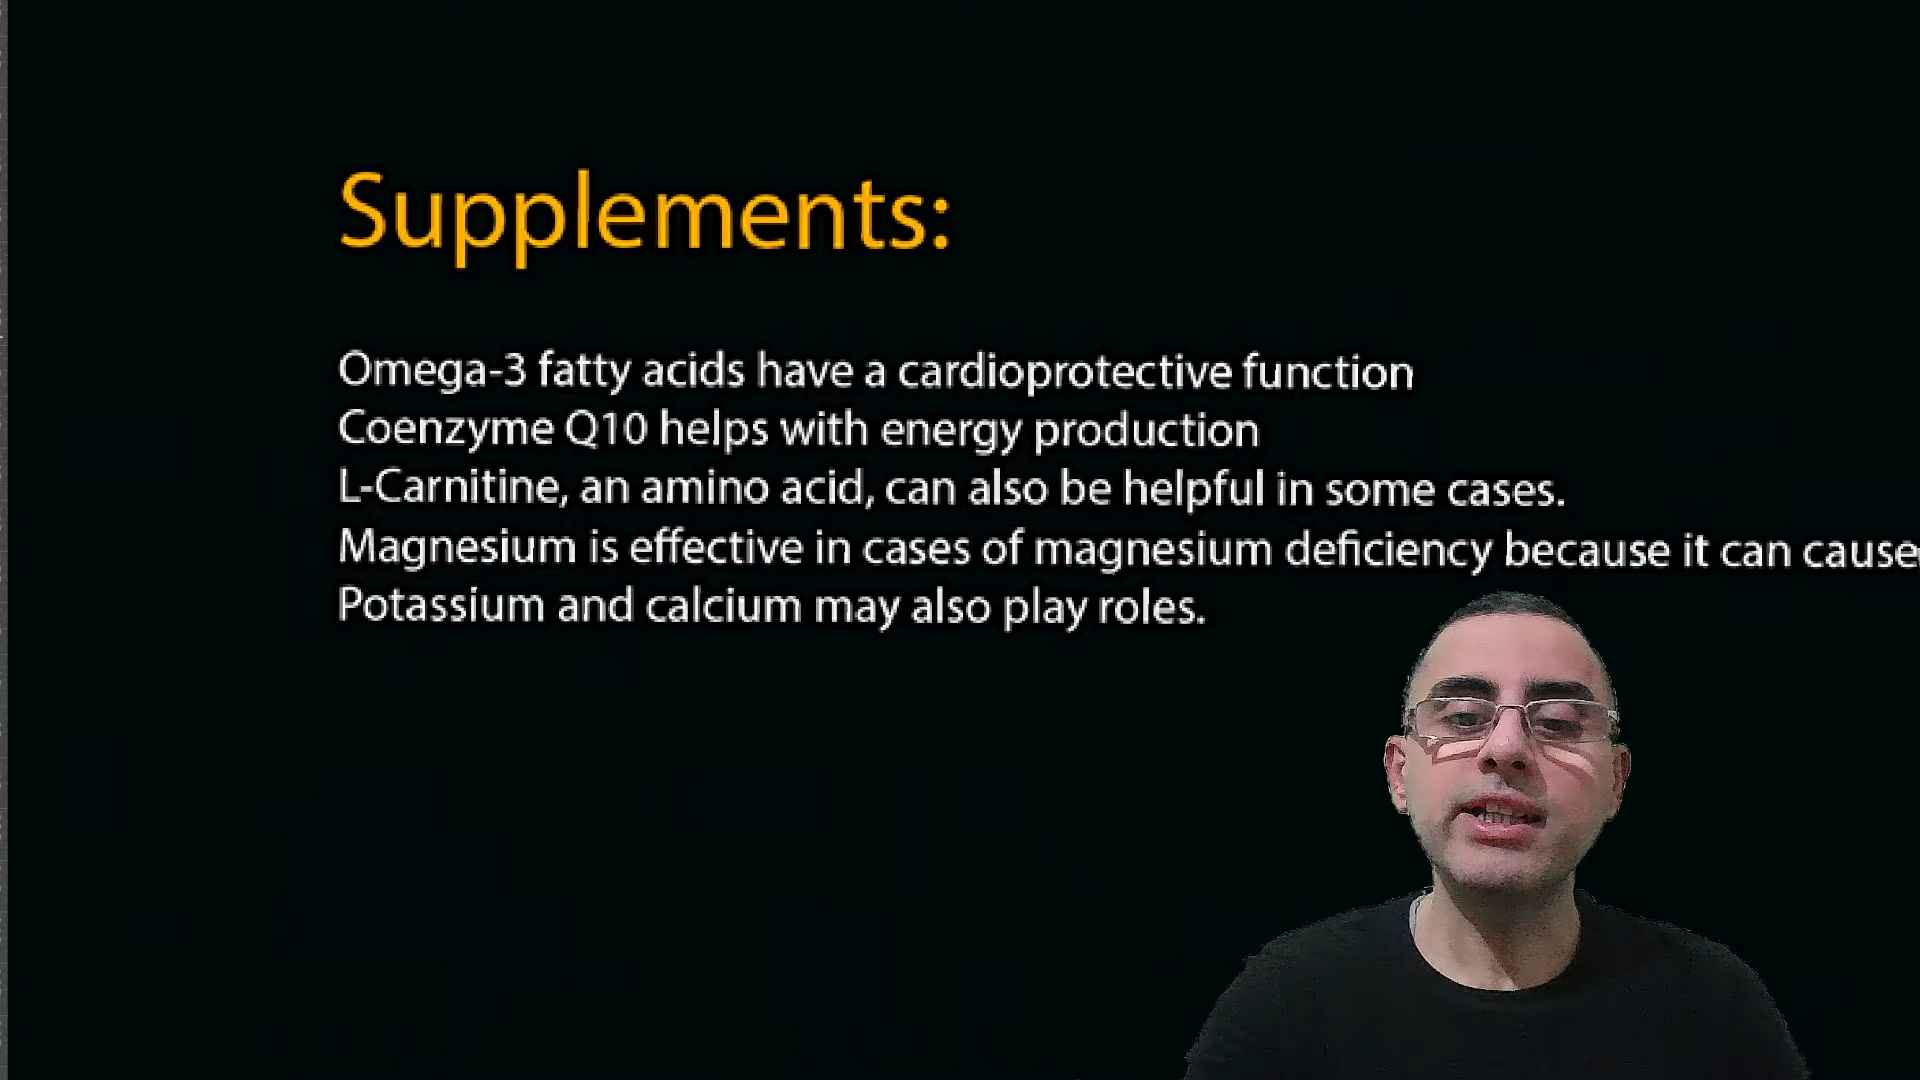 Supplements:
Omega-3 fatty acids have a cardioprotective function
Coenzyme Q10 helps with energy production
L-Carnitine, an amino acid, can also be helpful in some cases.
Magnesium is effective in cases of magnesium deficiency because it can cause
Potassium and calcium may also play roles.